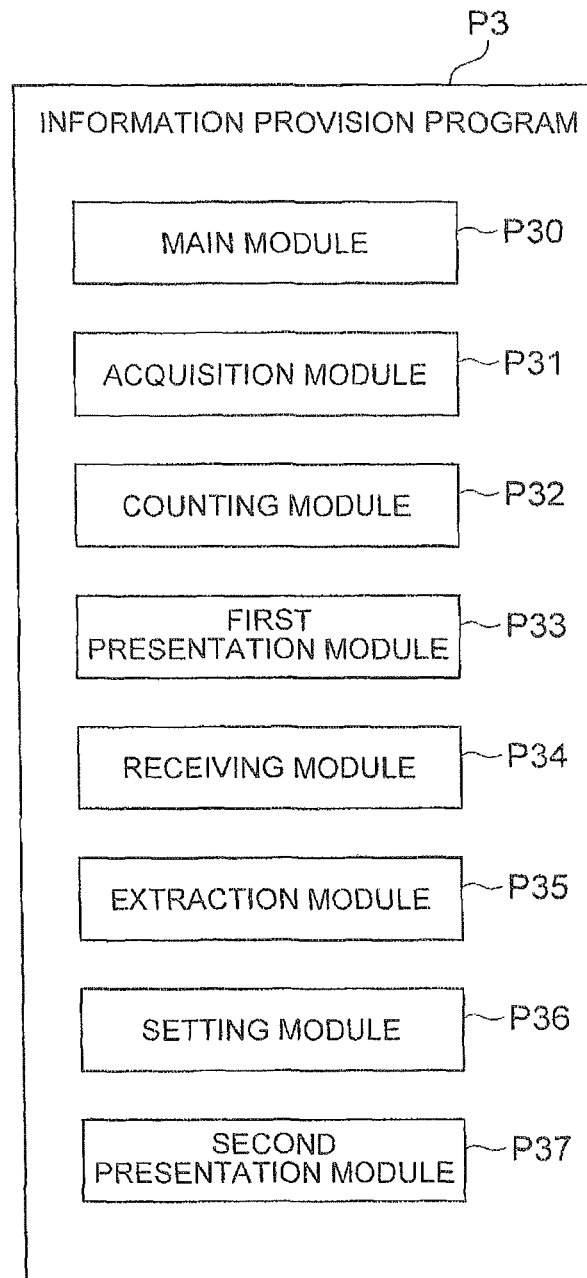 P3
INFORMATION PROVISION PROGRAM
MAIN MODULE
P30
ACQUISITION MODULE
P31
COUNTING MODULE
P32
FIRST
PRESENTATION MODULE
P33
RECEIVING MODULE
P34
EXTRACTION MODULE
P35
SETTING MODULE
P36
SECOND
PRESENTATION MODULE
P37